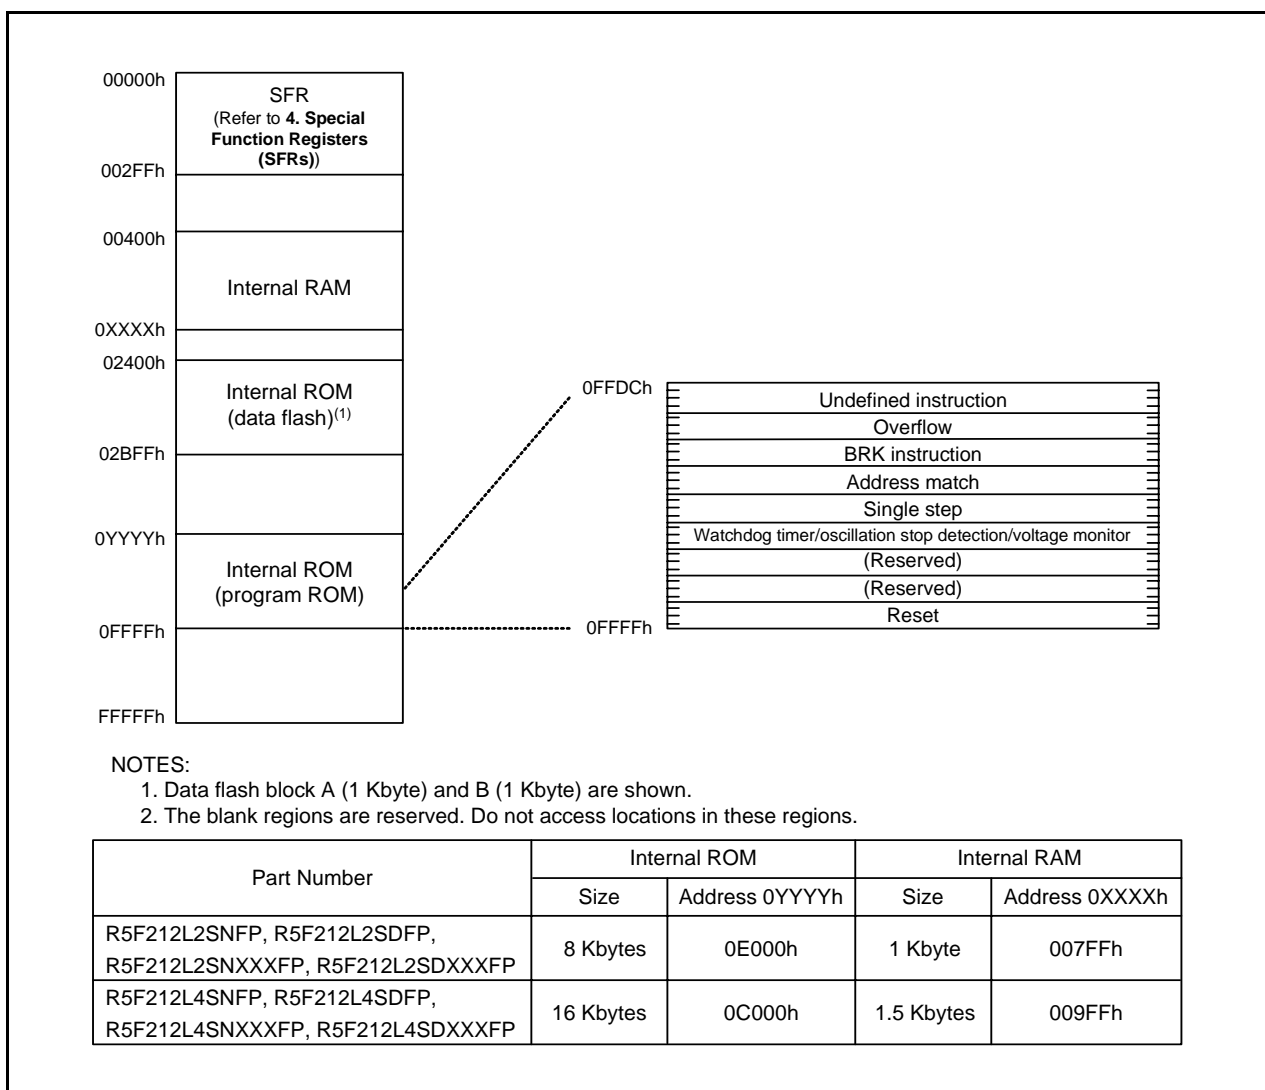 00000h
SFR
(Refer to 4. Special
Function Registers
(SFRs))
002FFh
00400h
Internal RAM
0XXXXh
02400h
Internal ROM
(data flash)(1)
02BFFh
0YYYYh
Internal ROM
(program ROM)
0FFFFh
FFFFFh
0FFDCh
Undefined instruction
Overflow
BRK instruction
Address match
Single step
Watchdog timer/oscillation stop detection/voltage monitor
(Reserved)
(Reserved)
Reset
0FFFFh
NOTES:
1. Data flash block A (1 Kbyte) and B (1 Kbyte) are shown.
2. The blank regions are reserved. Do not access locations in these regions.
Part Number Internal ROM Internal RAM
Size Address 0YYYYh Size Address 0XXXXh
R5F212L2SNFP, R5F212L2SDFP,
R5F212L2SNXXXFP, R5F212L2SDXXXFP
8 Kbytes 0E000h 1 Kbyte 007FFh
R5F212L4SNFP, R5F212L4SDFP,
R5F212L4SNXXXFP, R5F212L4SDXXXFP
16 Kbytes 0C000h 1.5 Kbytes 009FFh